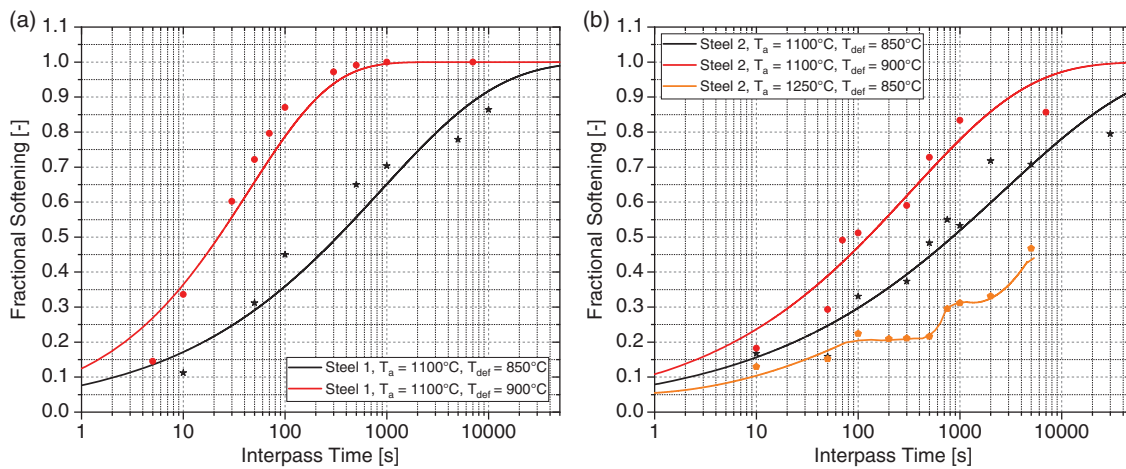 (a)
1.1
1.0
0.9
0.8
0.7
0.6
0.5
0.4
0.3
0.2
0.1
0.0
Fractional Softening [-]
Steel 1, Ta = 1100°C, Tdef = 850°C
Steel 1, Ta = 1100°C, Tdef = 900°C
1 10 100 1000 10000
Interpass Time [s]
(b)
1.1
1.0
0.9
0.8
0.7
0.6
0.5
0.4
0.3
0.2
0.1
0.0
Fractional Softening [-]
Steel 2, Ta = 1100°C, Tdef = 850°C
Steel 2, Ta = 1100°C, Tdef = 900°C
Steel 2, Ta = 1250°C, Tdef = 850°C
1 10 100 1000 10000
Interpass Time [s]